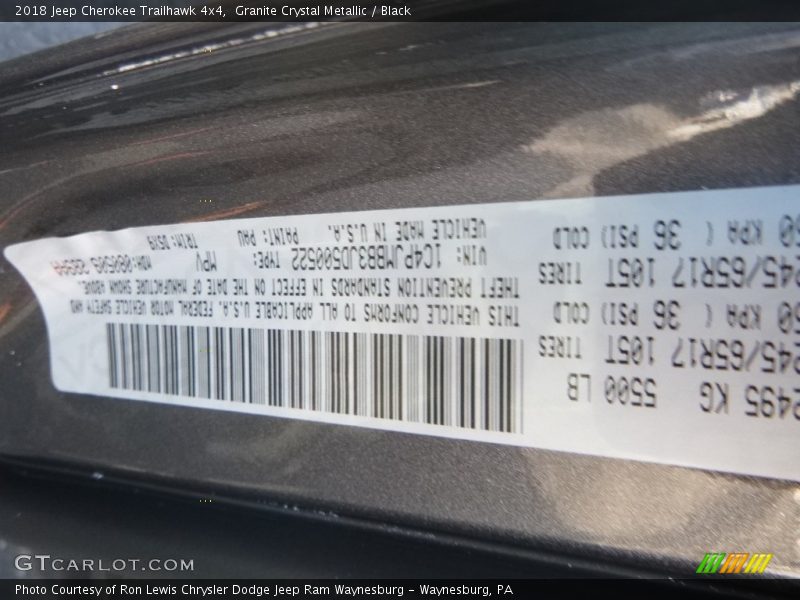 2018 Jeep Cherokee Trailhawk 4x4, Granite Crystal Metallic / Black
2495 KG 5500 LB
245/65R17 105T TIRES
50 KPA ( 36 PSI) COLD
245/65R17 105T TIRES
50 KPA ( 36 PSI) COLD
THIS VEHICLE CONFORMS TO ALL APPLICABLE U.S.A. FEDERAL MOTOR VEHICLE SAFETY AND
THEFT PREVENTION STANDARDS IN EFFECT ON THE DATE OF MANUFACTURE SHOWN ABOVE.
VIN: 1C4PJMBB3JD500522 TYPE: MPV
VEHICLE MADE IN U.S.A. PAINT: PAU TRIM:
GTCARLOT.COM
Photo Courtesy of Ron Lewis Chrysler Dodge Jeep Ram Waynesburg – Waynesburg, PA